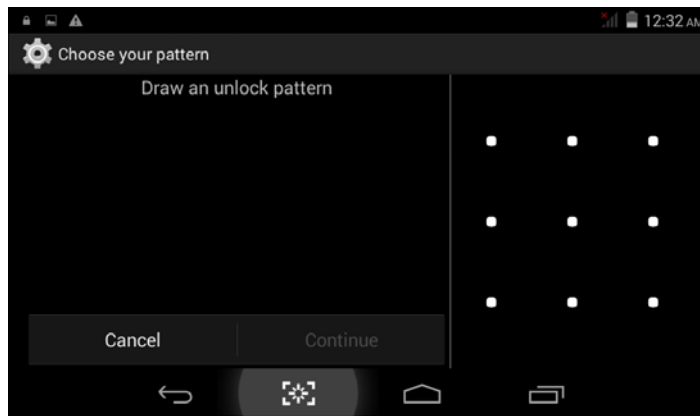 12:32 AM
Choose your pattern
Draw an unlock pattern
Cancel
Continue